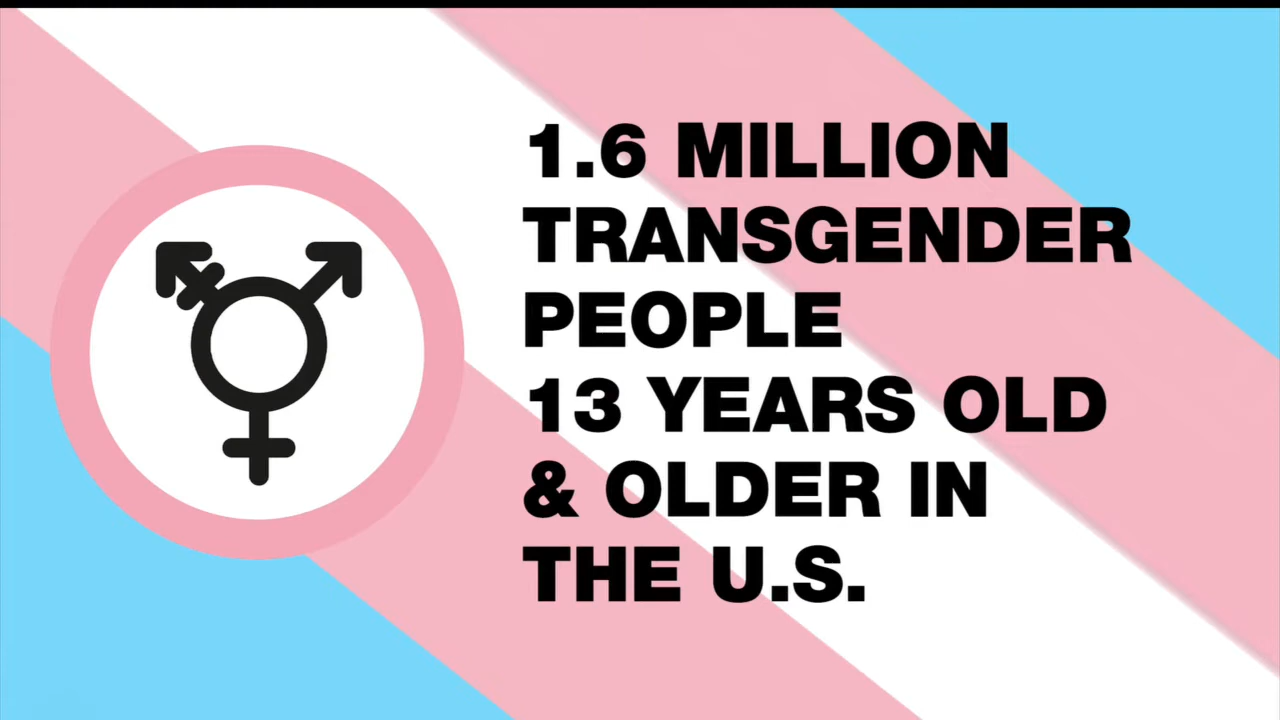 1.6 MILLION
TRANSGENDER
PEOPLE
13 YEARS OLD
& OLDER IN
THE U.S.